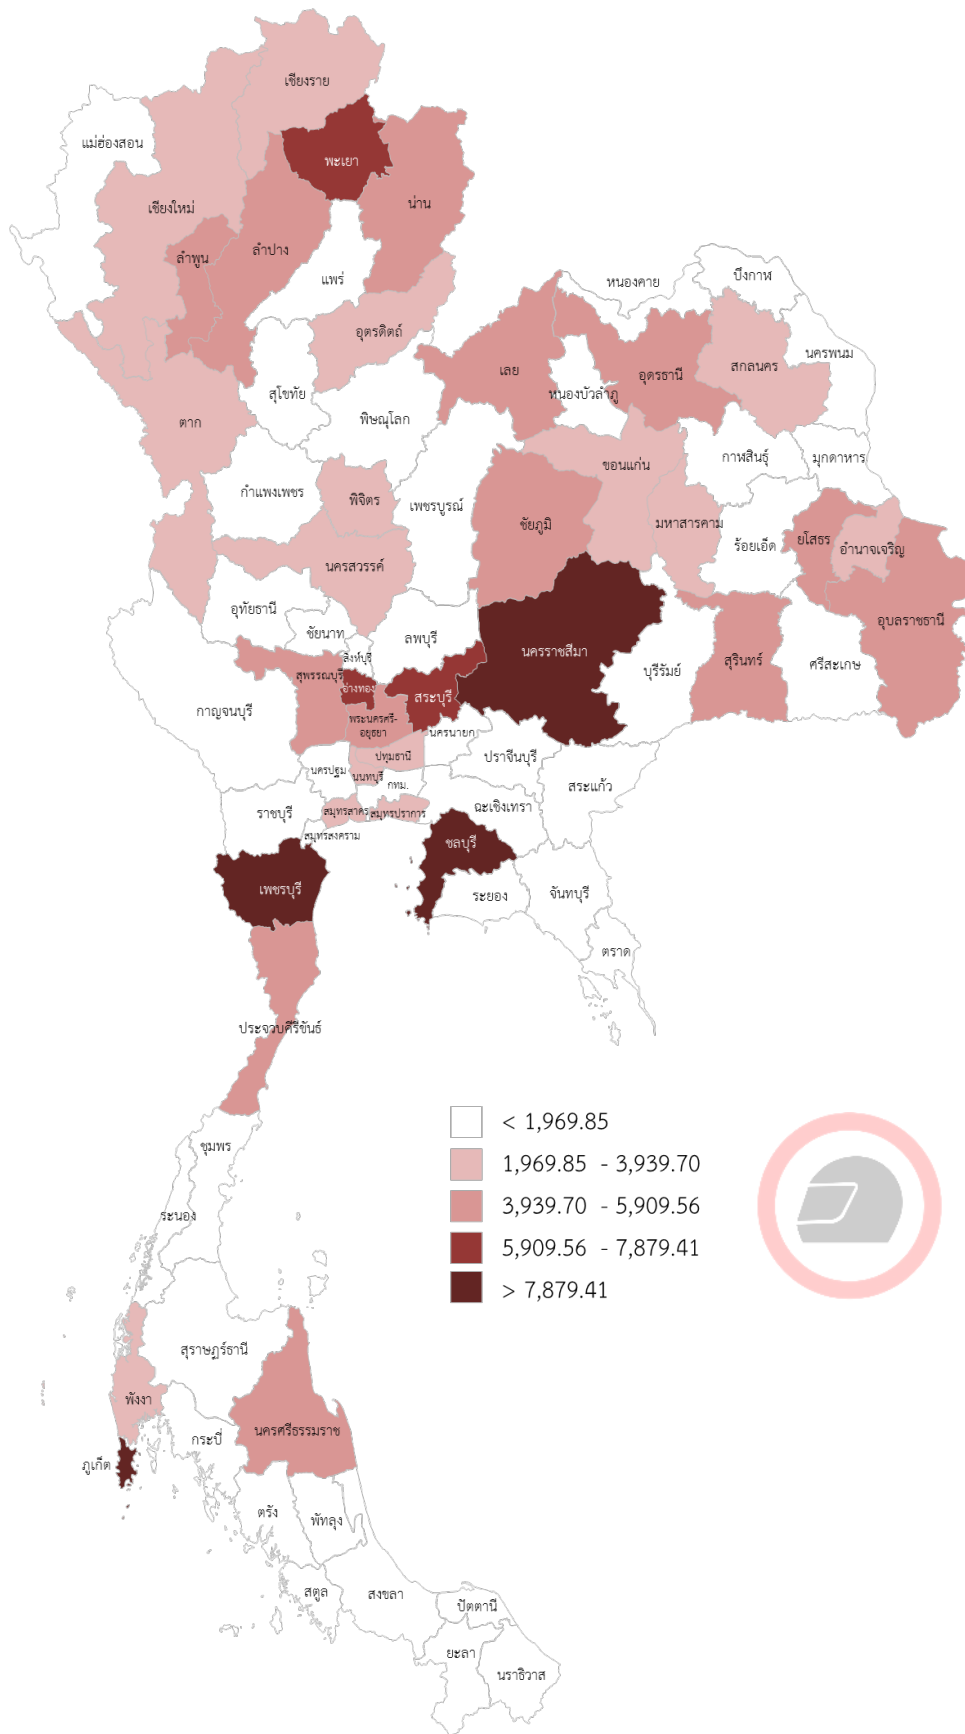 เชียงราย
แม่ฮ่องสอน
พะเยา
น่าน
เชียงใหม่
ลำพูน
ลำปาง
แพร่
อุตรดิตถ์
หนองคาย
บึงกาฬ
นครพนม
สกลนคร
อุดรธานี
เลย
หนองบัวลำภู
สุโขทัย
ตาก
พิษณุโลก
ขอนแก่น
กาฬสินธุ์
มุกดาหาร
กำแพงเพชร
พิจิตร
เพชรบูรณ์
ชัยภูมิ
มหาสารคาม
ร้อยเอ็ด
ยโสธร
อำนาจเจริญ
นครสวรรค์
อุทัยธานี
ชัยนาท
ลพบุรี
นครราชสีมา
บุรีรัมย์
สุรินทร์
ศรีสะเกษ
อุบลราชธานี
สิงห์บุรี
สุพรรณบุรี
อ่างทอง
สระบุรี
กาญจนบุรี
พระนครศรี-
อยุธยา
นครนายก
ปราจีนบุรี
ปทุมธานี
นครปฐม
นนทบุรี
กทม.
สระแก้ว
ราชบุรี
สมุทรสาคร
สมุทรปราการ
ฉะเชิงเทรา
สมุทรสงคราม
ชลบุรี
เพชรบุรี
ระยอง
จันทบุรี
ตราด
ประจวบคีรีขันธ์
ชุมพร
ระนอง
< 1,969.85
1,969.85 - 3,939.70
3,939.70 - 5,909.56
5,909.56 - 7,879.41
> 7,879.41
สุราษฎร์ธานี
พังงา
นครศรีธรรมราช
กระบี่
ภูเก็ต
ตรัง
พัทลุง
สตูล
สงขลา
ปัตตานี
ยะลา
นราธิวาส